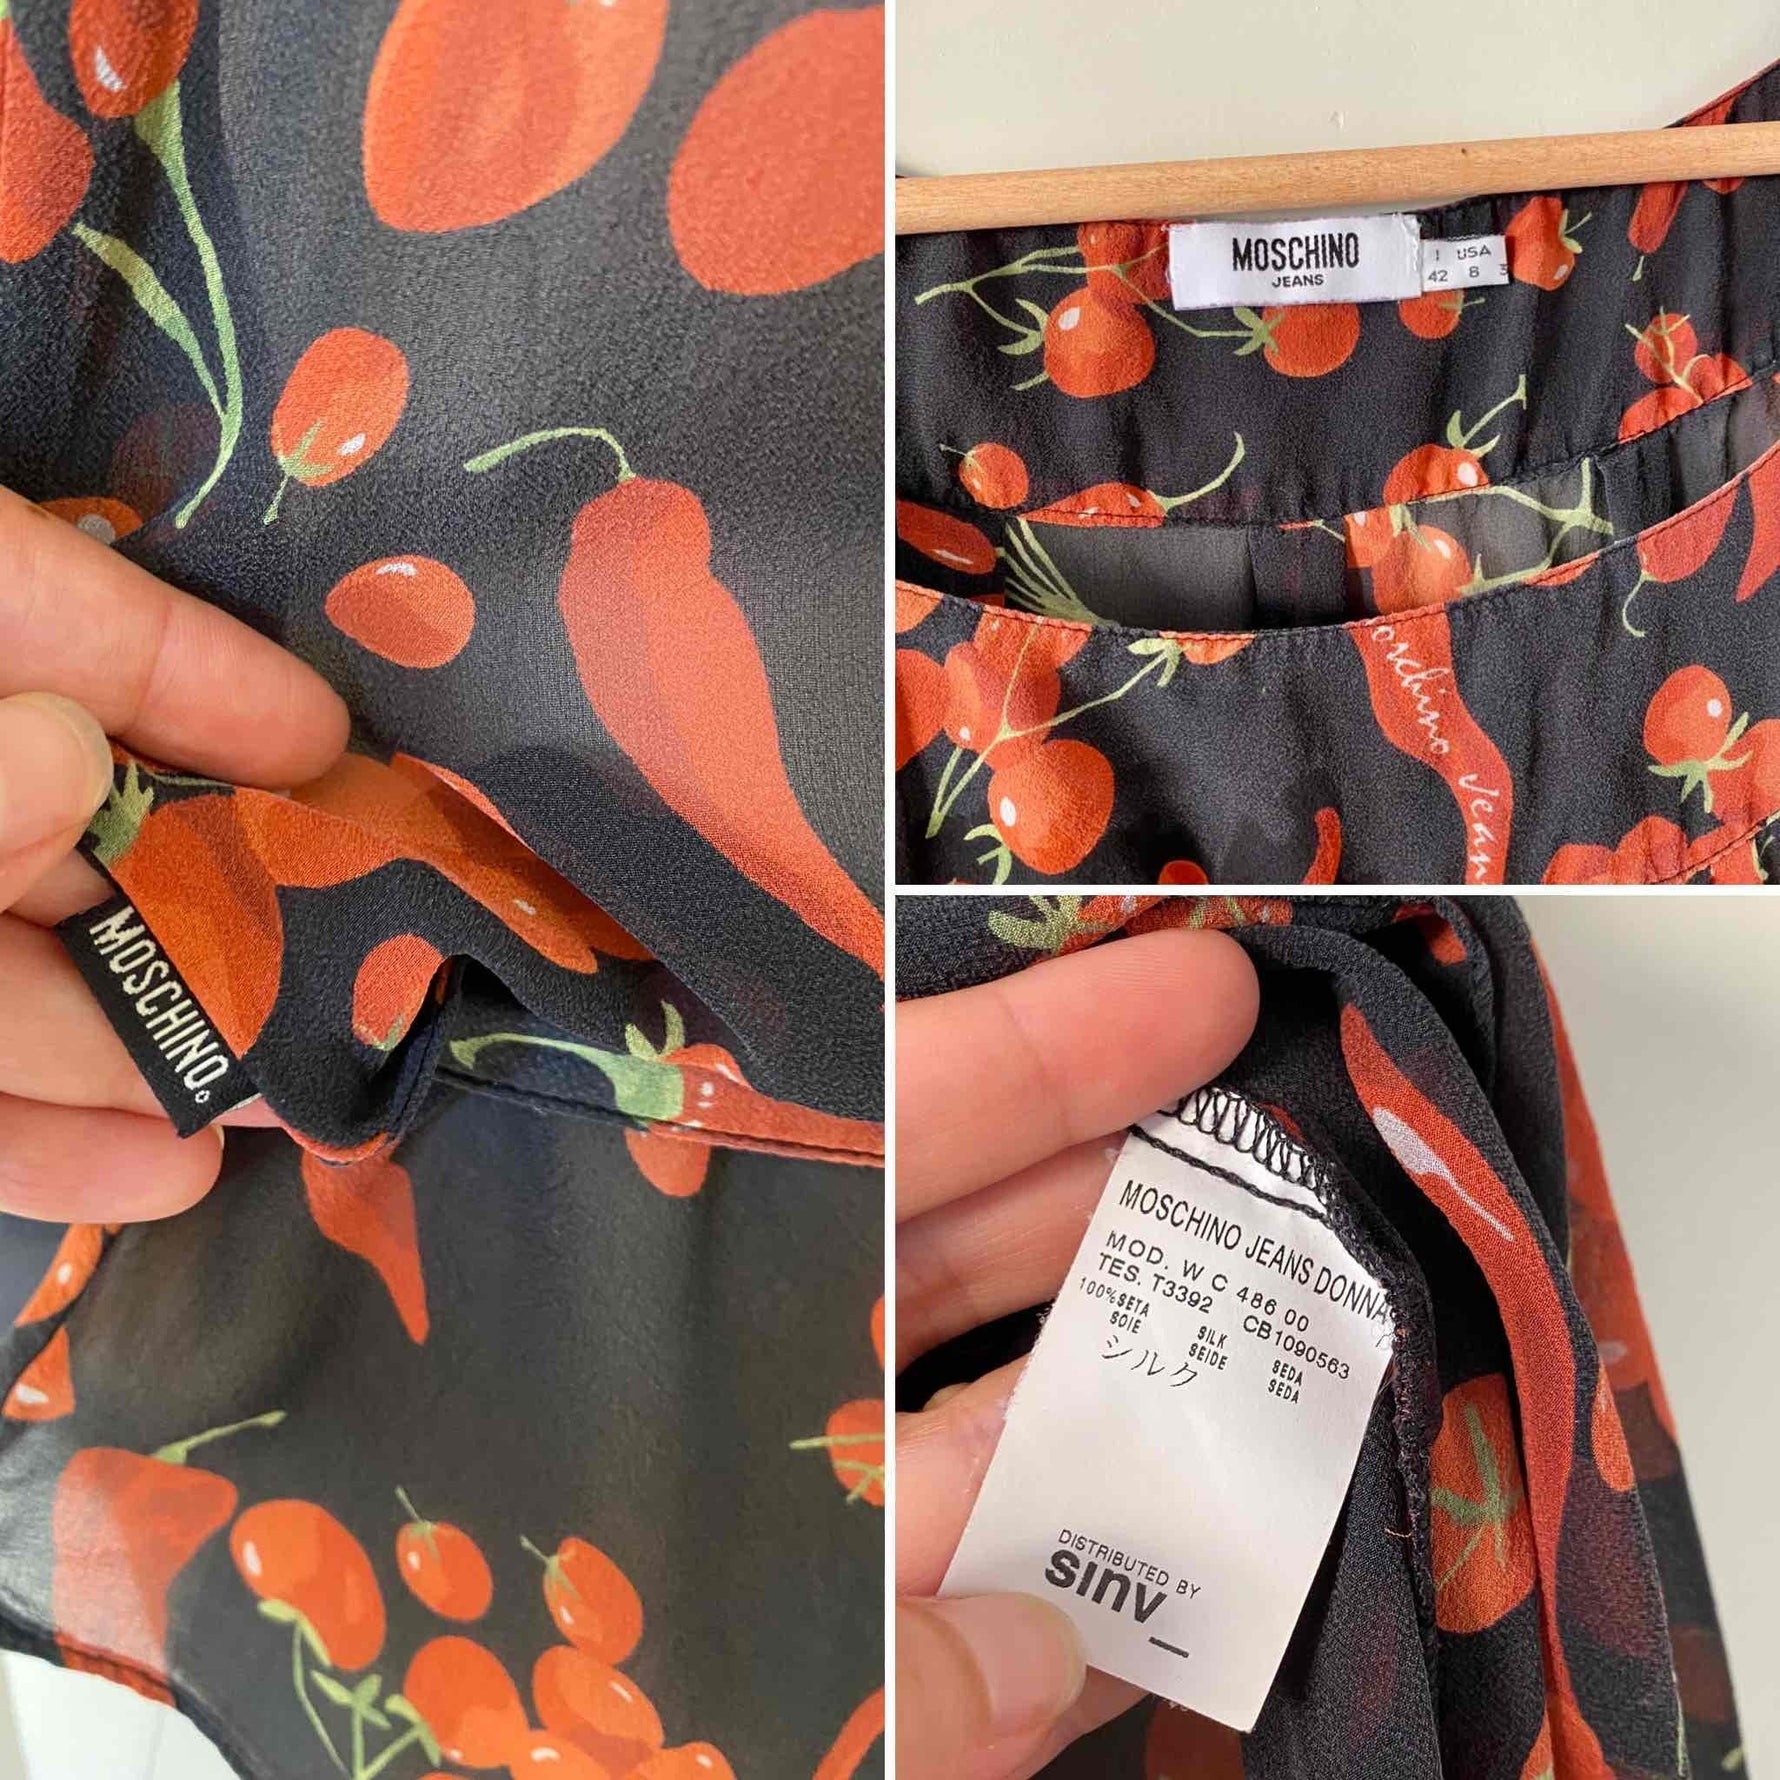 MOSCHINO.
MOSCHINO
JEANS
I USA
42 8 3
oschino Jean
MOSCHINO JEANS DONNA
MOD. W C 486 00
TES. T3392 CB1090563
100%SETA SILK SEDA
SOIE SEIDE SEDA
シルク
DISTRIBUTED BY
sinv_